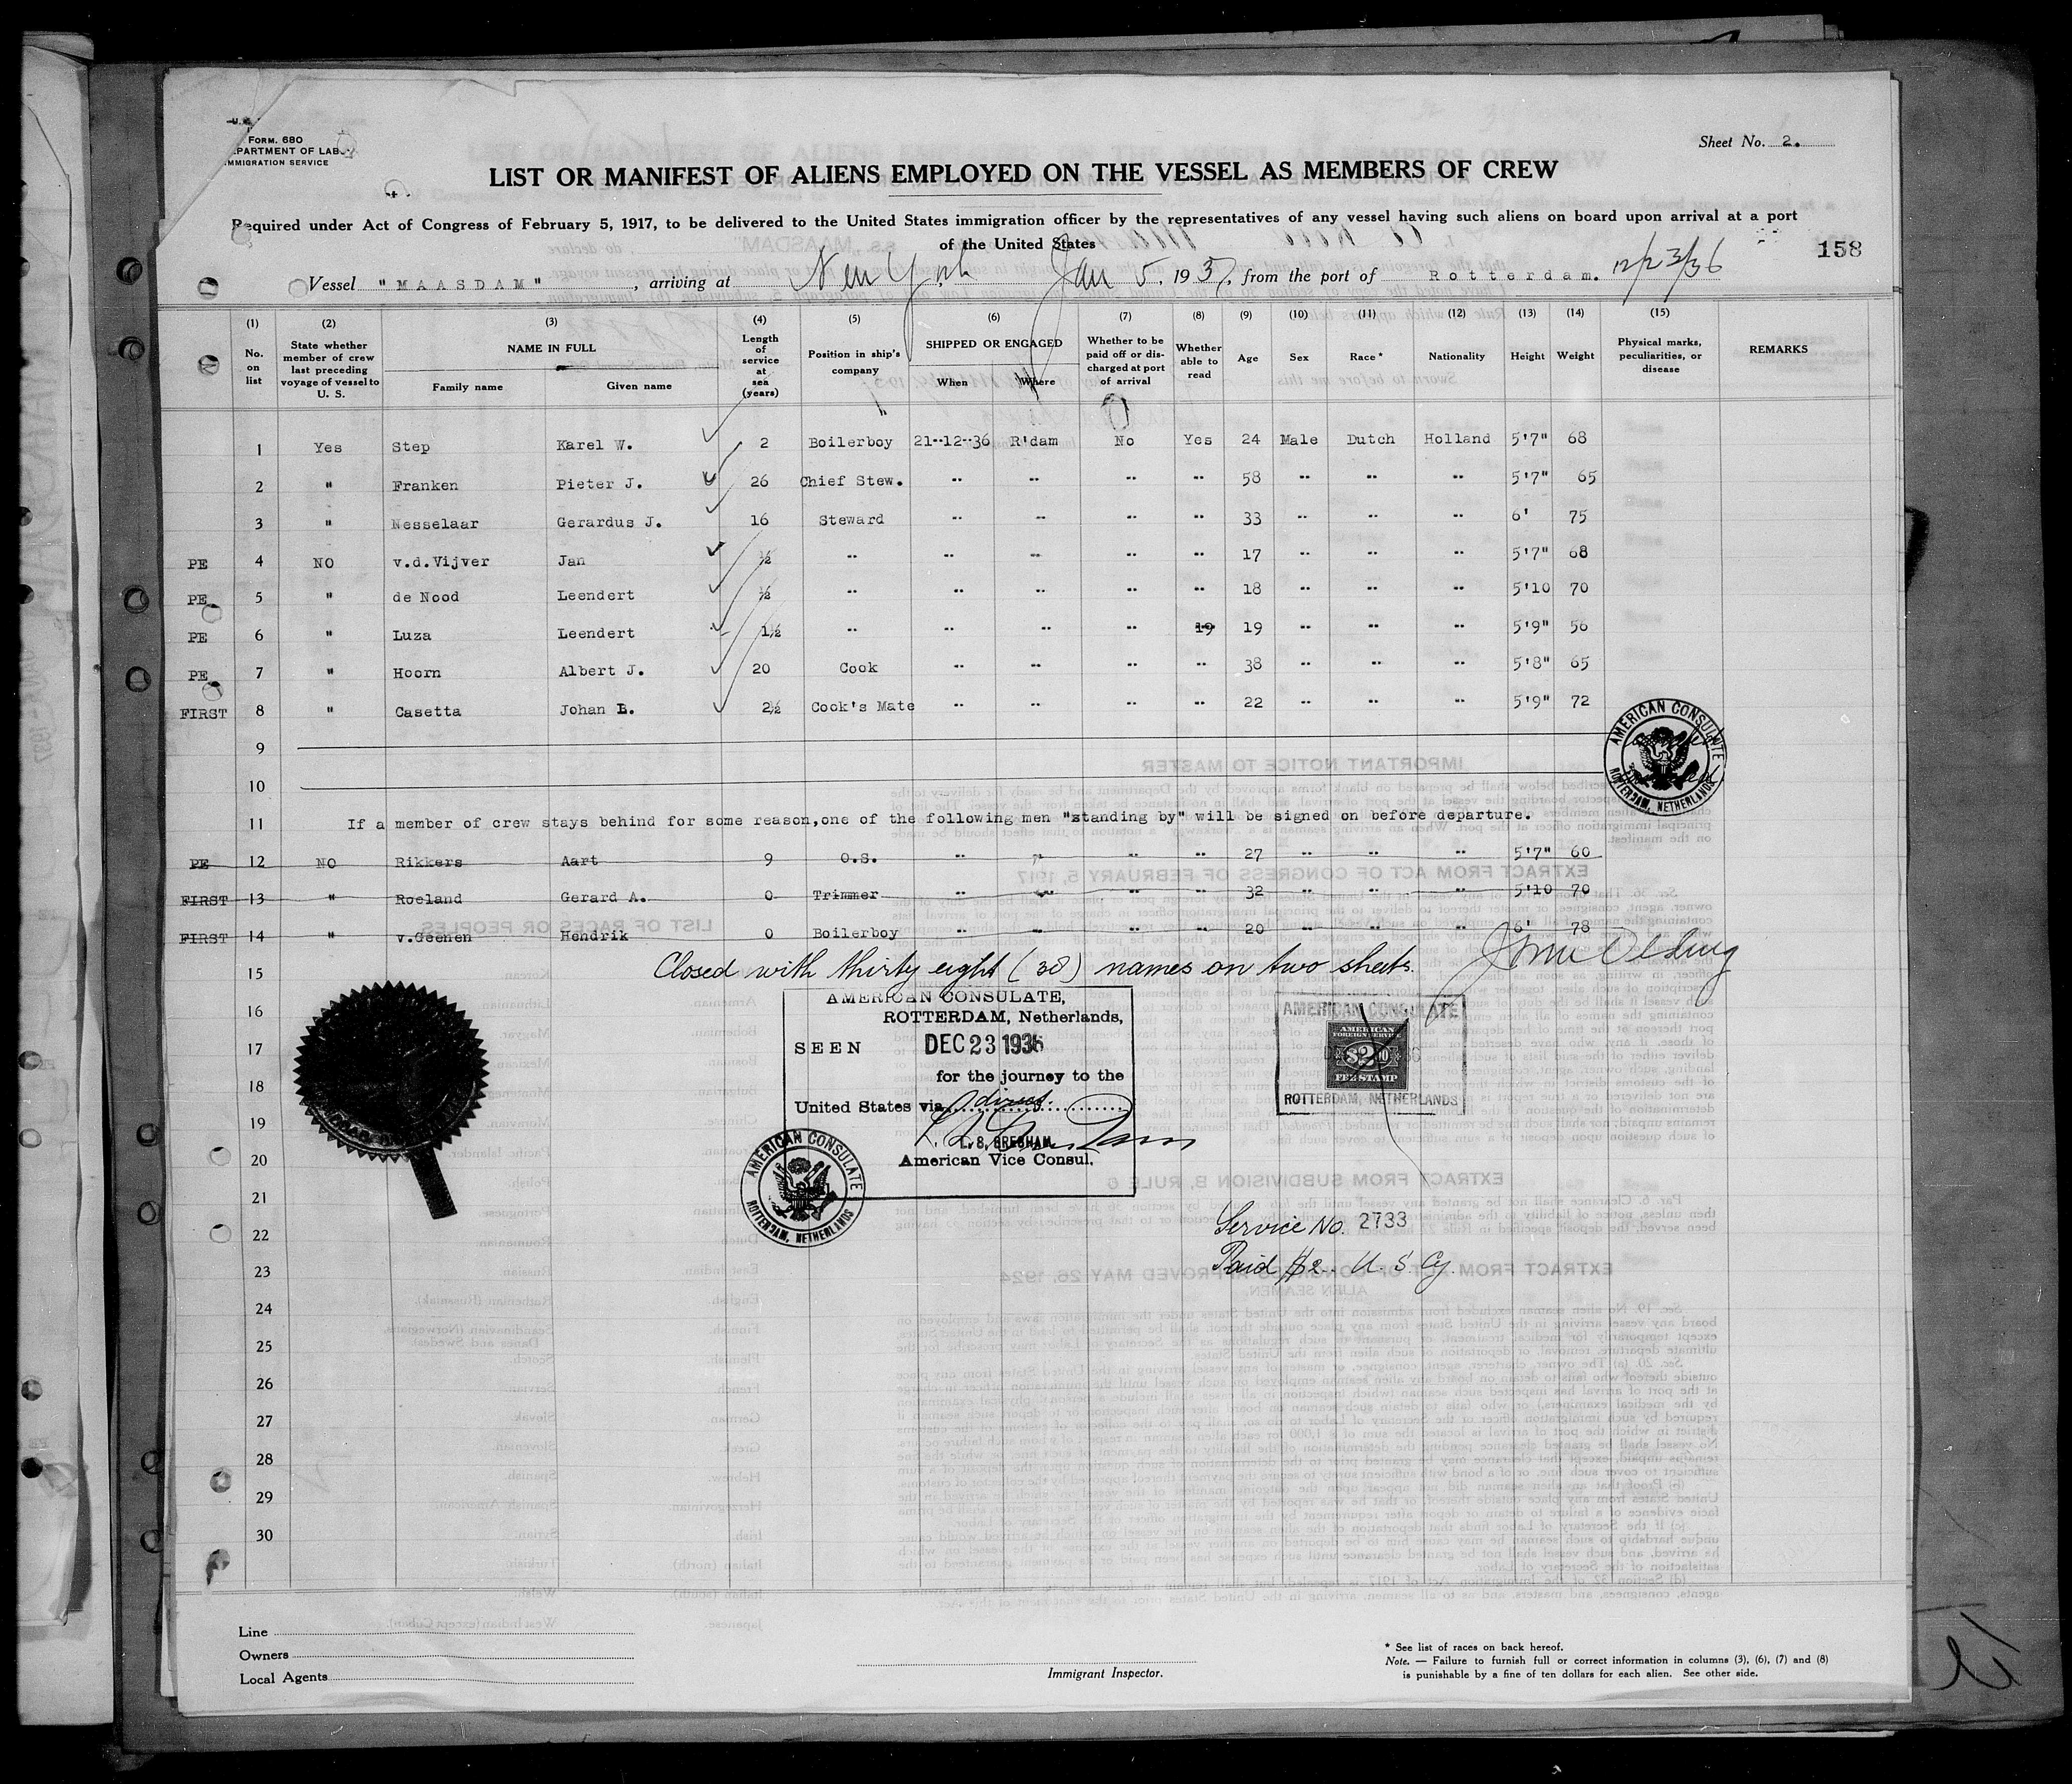 Form. 680
DEPARTMENT OF LABOR
IMMIGRATION SERVICE
Sheet No. 2.
LIST OR MANIFEST OF ALIENS EMPLOYED ON THE VESSEL AS MEMBERS OF CREW
Required under Act of Congress of February 5, 1917, to be delivered to the United States immigration officer by the representatives of any vessel having such aliens on board upon arrival at a port
of the United States
158
Vessel "MAASDAM", arriving at New York Jan 5, 1937, from the port of Rotterdam. 12/23/36
(1) No. on list (2) State whether member of crew last preceding voyage of vessel to U. S. (3) NAME IN FULL Family name Given name (4) Length of service at sea (years) (5) Position in ship's company (6) SHIPPED OR ENGAGED When Where (7) Whether to be paid off or discharged at port of arrival (8) Whether able to read (9) Age (10) Sex (11) Race* (12) Nationality (13) Height (14) Weight (15) Physical marks, peculiarities, or disease REMARKS
1 Yes Step Karel W. 2 Boilerboy 21-12-36 R'dam No Yes 24 Male Dutch Holland 5'7" 68
2 " Franken Pieter J. 26 Chief Stew. " " " " 58 " " " 5'7" 65
3 " Nesselaar Gerardus J. 16 Steward " " " " 33 " " " 6' 75
PE 4 NO v.d.Vijver Jan ½ " " " " " 17 " " " 5'7" 68
PE 5 " de Nood Leendert ½ " " " " " 18 " " " 5'10 70
PE 6 " Luza Leendert 1½ " " " " 19 19 " " " 5'9" 56
PE 7 " Hoorn Albert J. 20 Cook " " " " 38 " " " 5'8" 65
FIRST 8 " Casetta Johan L. 2½ Cook's Mate " " " " 22 " " " 5'9" 72
9
10
AMERICAN CONSULATE
ROTTERDAM, NETHERLANDS
11 If a member of crew stays behind for some reason,one of the following men "standing by" will be signed on before departure.
PE 12 NO Rikkers Aart 9 O.S. " " " " 27 " " " 5'7" 60
FIRST 13 " Roeland Gerard A. 0 Trimmer " " " " 32 " " " 5'10 70
FIRST 14 " v.Geenen Hendrik 0 Boilerboy " " " " 20 " " " 6' 78
15 Closed with thirty eight (38) names on two sheets.
16
17
18
19
20
21
22
23
24
25
26
27
28
29
30
AMERICAN CONSULATE,
ROTTERDAM, Netherlands,
SEEN DEC 23 1936
for the journey to the
United States via direct.
American Vice Consul.
AMERICAN CONSULATE
ROTTERDAM, NETHERLANDS
AMERICAN CONSULATE
AMERICAN
FOREIGN SERVICE
$2.00
FEE STAMP
ROTTERDAM, NETHERLANDS
Service No. 2733
Paid $2.- U.S. Cy.
Line
Owners
Local Agents
Immigrant Inspector.
* See list of races on back hereof.
Note. — Failure to furnish full or correct information in columns (3), (6), (7) and (8)
is punishable by a fine of ten dollars for each alien. See other side.